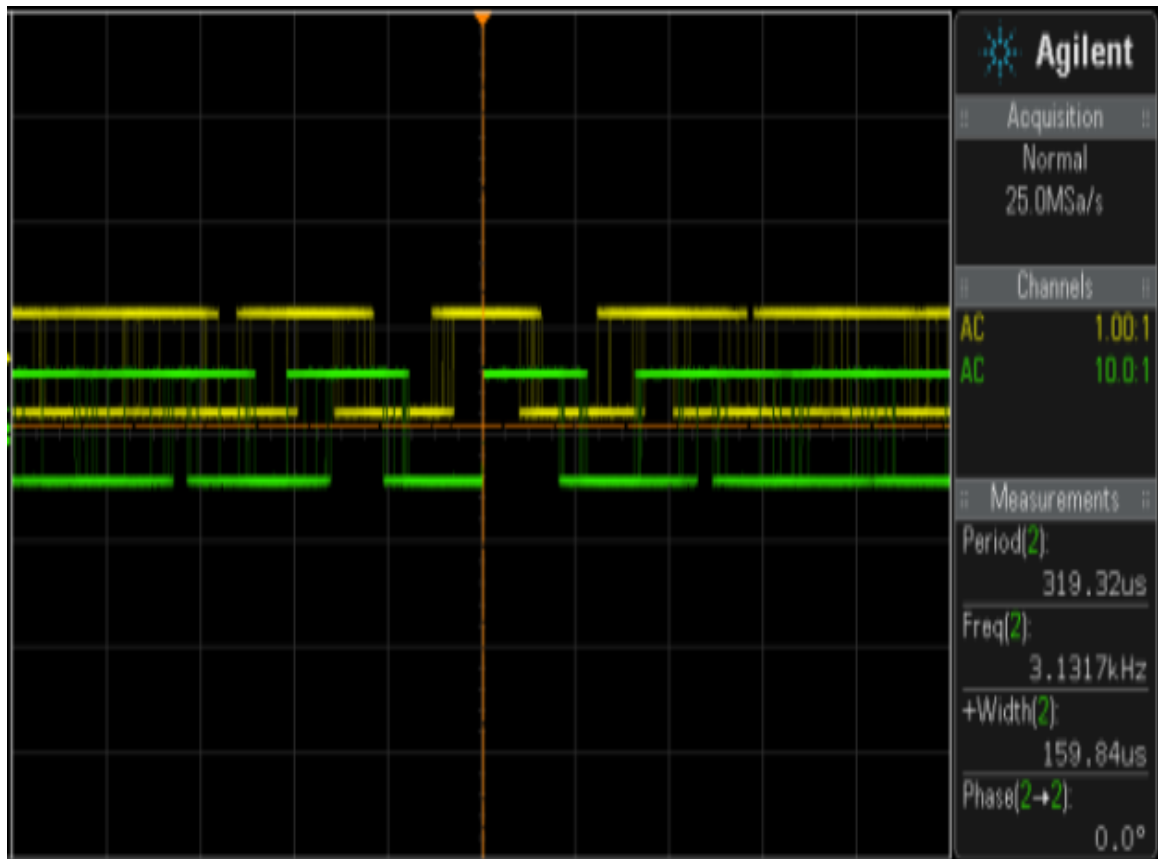 Agilent
Acquisition
Normal
25.0MSa/s
Channels
AC 1.00:1
AC 10.0:1
Measurements
Period(2):
319.32us
Freq(2):
3.1317kHz
+Width(2):
159.84us
Phase(2→2):
0.0°